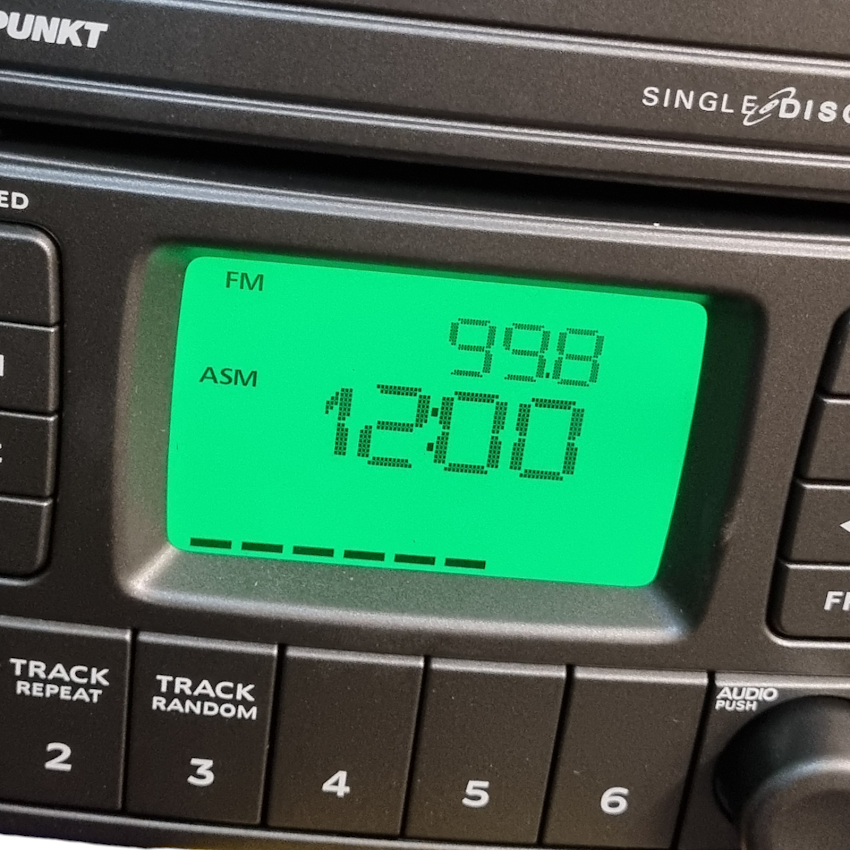 PUNKT
SINGLE DISC
ED
FM
99.8
ASM
12:00
TRACK
REPEAT
2
TRACK
RANDOM
3
4
5
6
AUDIO
PUSH